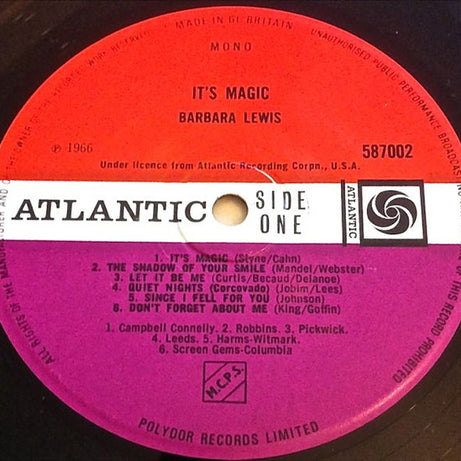 MADE IN GT. BRITAIN
MONO
IT'S MAGIC
BARBARA LEWIS
℗ 1966
587002
Under licence from Atlantic Recording Corpn., U.S.A.
ATLANTIC
SIDE
ONE
ATLANTIC
1. IT'S MAGIC (Styne/Cahn)
2. THE SHADOW OF YOUR SMILE (Mandel/Webster)
3. LET IT BE ME (Curtis/Becaud/Delanoe)
4. QUIET NIGHTS (Corcovado) (Jobim/Lees)
5. SINCE I FELL FOR YOU (Johnson)
6. DON'T FORGET ABOUT ME (King/Goffin)
1. Campbell Connelly. 2. Robbins. 3. Pickwick.
4. Leeds. 5. Harms-Witmark.
6. Screen Gems-Columbia
M.C.P.S.
POLYDOR RECORDS LIMITED
ALL RIGHTS OF THE MANUFACTURER AND OF THE OWNER OF THE RECORDED WORK RESERVED
UNAUTHORISED PUBLIC PERFORMANCE BROADCASTING OF THIS RECORD PROHIBITED